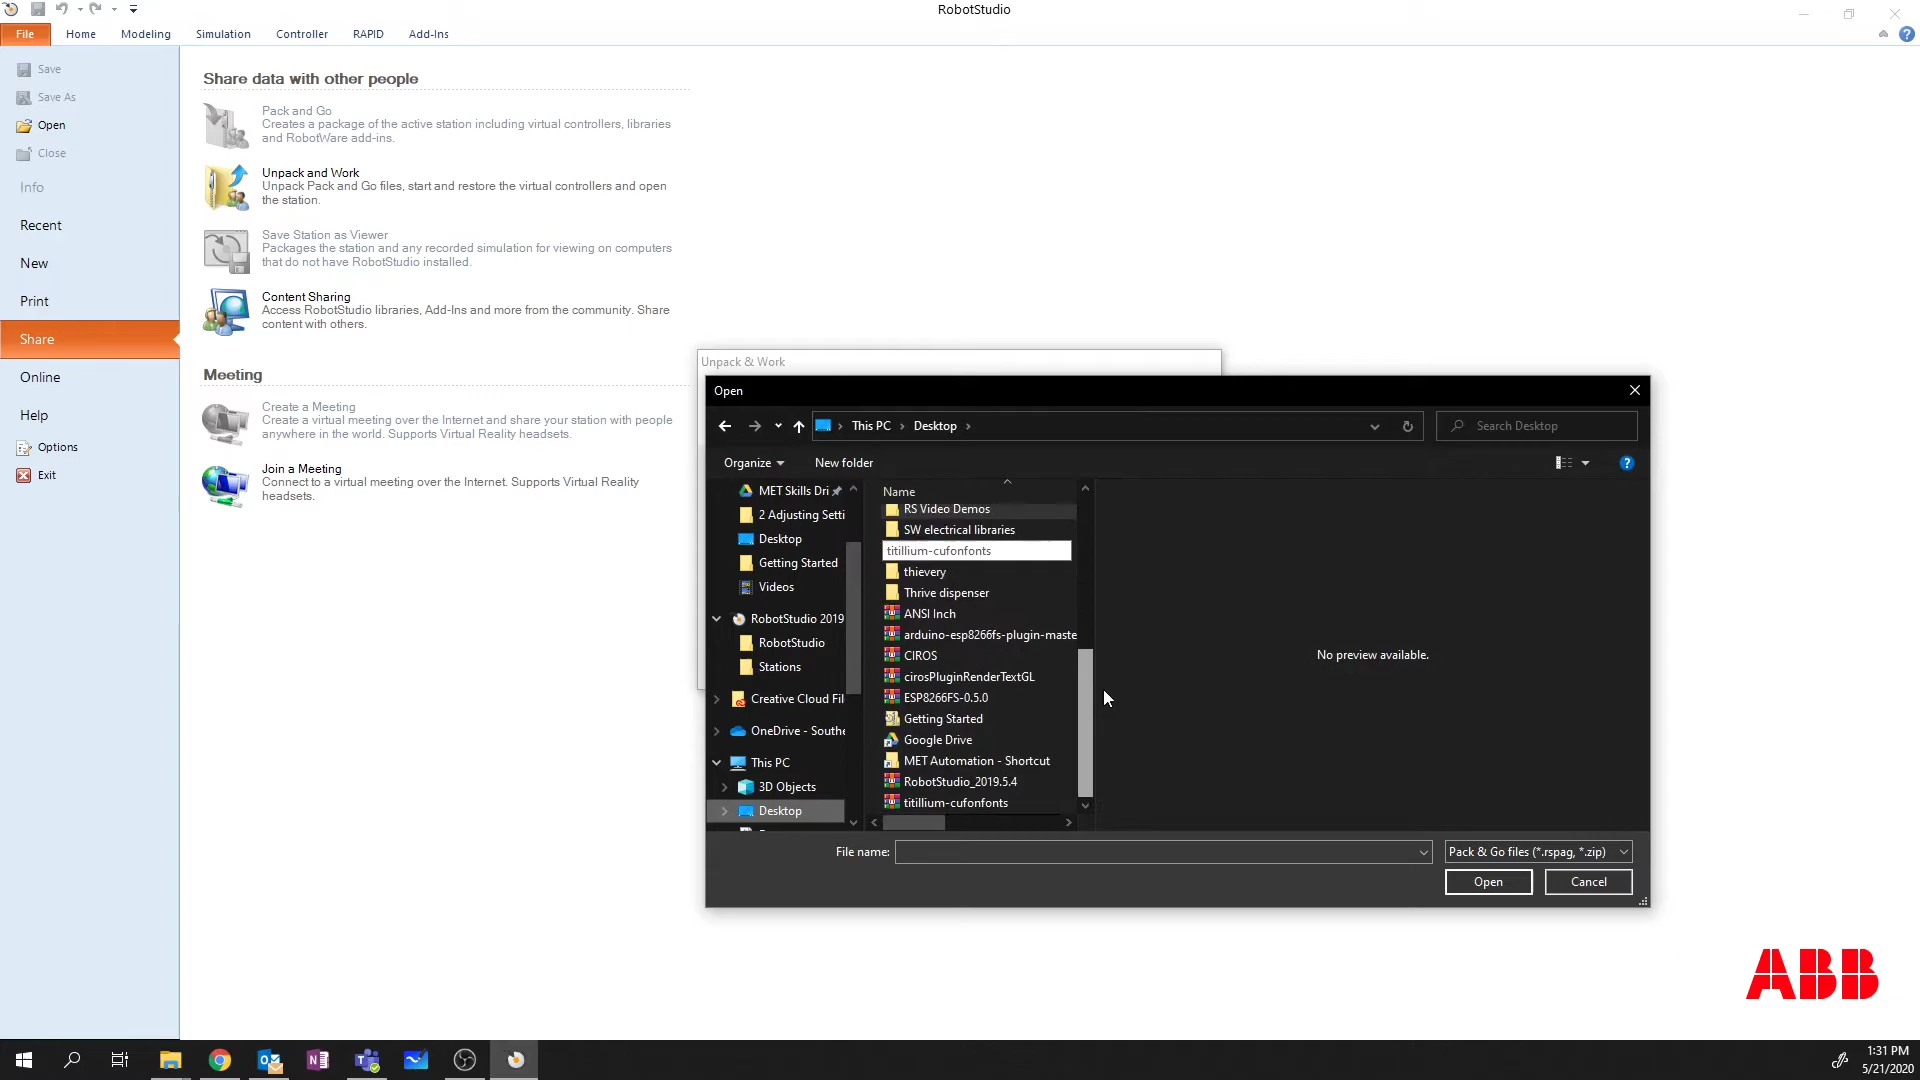 RobotStudio
File
Home
Modeling
Simulation
Controller
RAPID
Add-Ins
?
Save
Save As
Open
Close
Info
Recent
New
Print
Share
Online
Help
Options
Exit
Share data with other people
Pack and Go
Creates a package of the active station including virtual controllers, libraries
and RobotWare add-ins.
Unpack and Work
Unpack Pack and Go files, start and restore the virtual controllers and open
the station.
Save Station as Viewer
Packages the station and any recorded simulation for viewing on computers
that do not have RobotStudio installed.
Content Sharing
Access RobotStudio libraries, Add-Ins and more from the community. Share
content with others.
Meeting
Create a Meeting
Create a virtual meeting over the Internet and share your station with people
anywhere in the world. Supports Virtual Reality headsets.
Join a Meeting
Connect to a virtual meeting over the Internet. Supports Virtual Reality
headsets.
Unpack & Work
Open
This PC
Desktop
Search Desktop
Organize
New folder
?
MET Skills Dri
2 Adjusting Setti
Desktop
Getting Started
Videos
RobotStudio 2019
RobotStudio
Stations
Creative Cloud Fil
OneDrive - Southe
This PC
3D Objects
Desktop
Name
RS Video Demos
SW electrical libraries
titillium-cufonfonts
thievery
Thrive dispenser
ANSI Inch
arduino-esp8266fs-plugin-maste
CIROS
cirosPluginRenderTextGL
ESP8266FS-0.5.0
Getting Started
Google Drive
MET Automation - Shortcut
RobotStudio_2019.5.4
titillium-cufonfonts
No preview available.
File name:
Pack & Go files (*.rspag, *.zip)
Open
Cancel
ABB
1:31 PM
5/21/2020